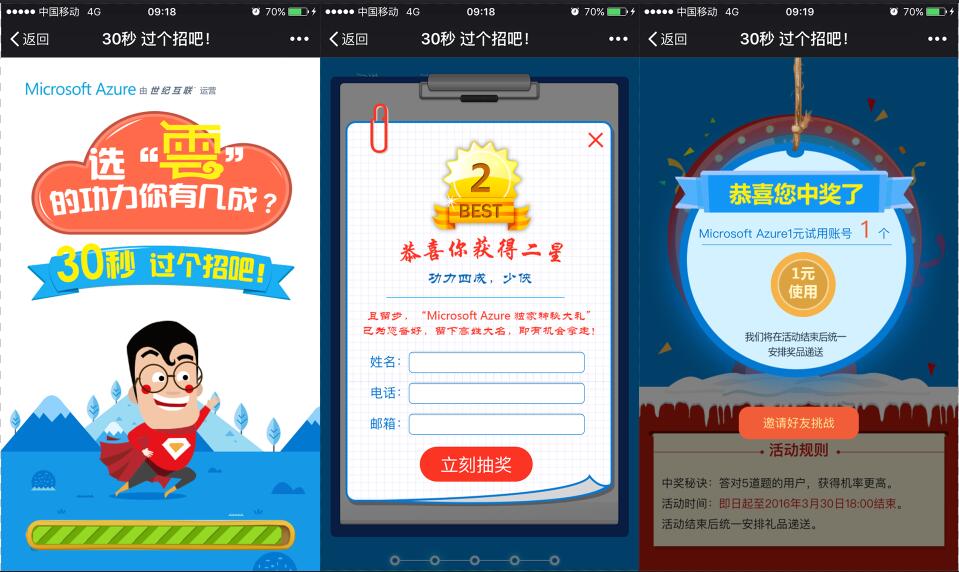 中国移动 4G 09:18 70%
返回 30秒 过个招吧！
Microsoft Azure 由 世纪互联 运营
选“雲”
的功力你有几成？
30秒 过个招吧！
中国移动 4G 09:18 70%
返回 30秒 过个招吧！
2
BEST
恭喜你获得二星
功力四成，少侠
且留步，“Microsoft Azure 独家神秘大礼”
已为您备好，留下高姓大名，即有机会拿走！
姓名：
电话：
邮箱：
立刻抽奖
中国移动 4G 09:19 70%
返回 30秒 过个招吧！
恭喜您中奖了
Microsoft Azure1元试用账号 1 个
1元
使用
我们将在活动结束后统一
安排奖品递送
邀请好友挑战
活动规则
中奖秘诀：答对5道题的用户，获得机率更高。
活动时间：即日起至2016年3月30日18:00结束。
活动结束后统一安排礼品递送。